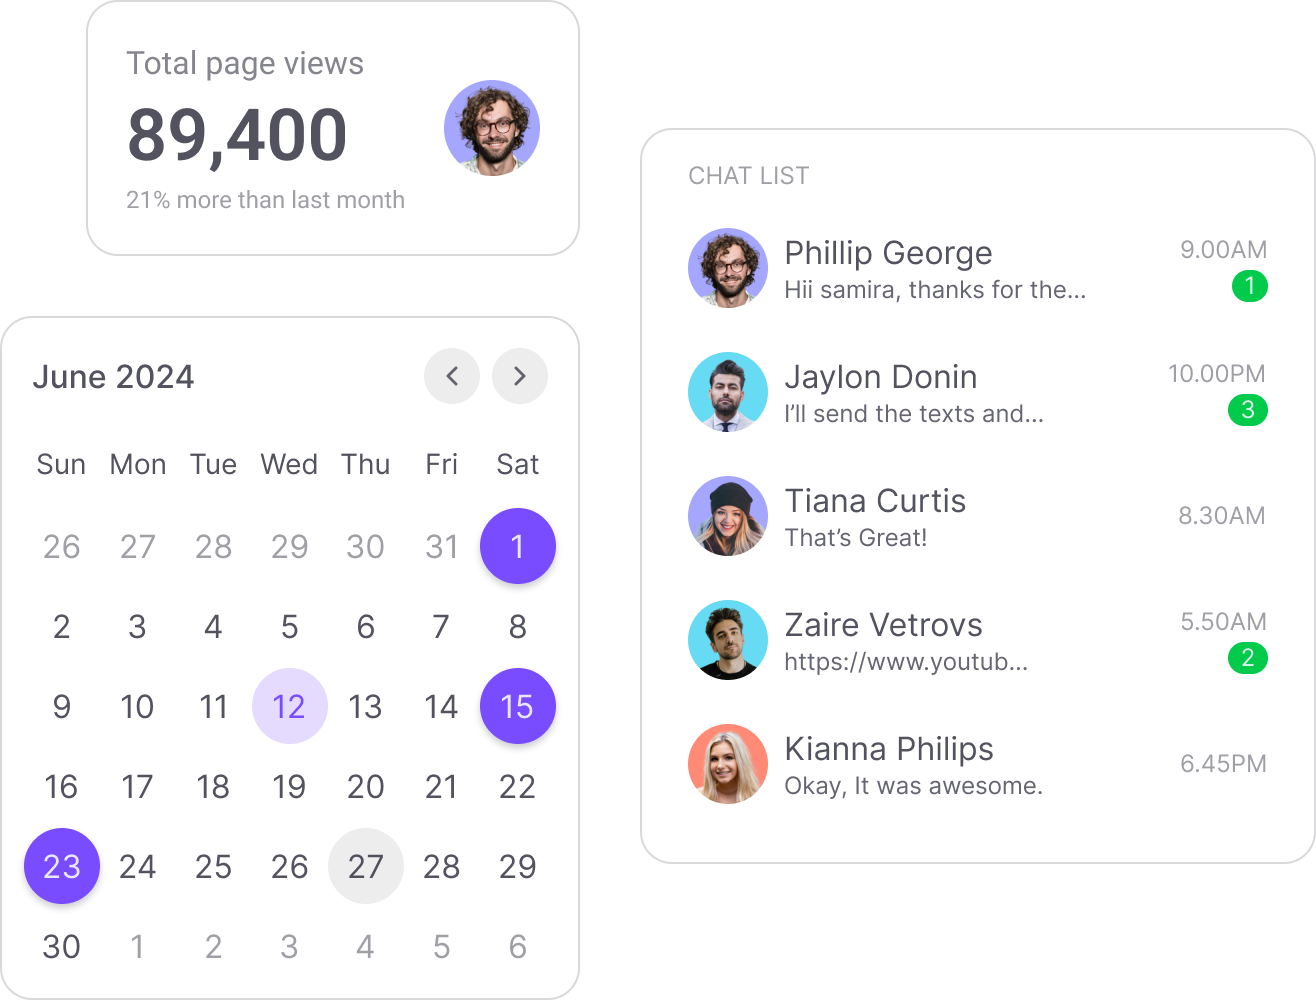 Total page views
89,400
21% more than last month
June 2024
Sun Mon Tue Wed Thu Fri Sat
26 27 28 29 30 31 1
2 3 4 5 6 7 8
9 10 11 12 13 14 15
16 17 18 19 20 21 22
23 24 25 26 27 28 29
30 1 2 3 4 5 6
CHAT LIST
Phillip George 9.00AM
Hii samira, thanks for the... 1
Jaylon Donin 10.00PM
I’ll send the texts and... 3
Tiana Curtis 8.30AM
That’s Great!
Zaire Vetrovs 5.50AM
https://www.youtub... 2
Kianna Philips 6.45PM
Okay, It was awesome.